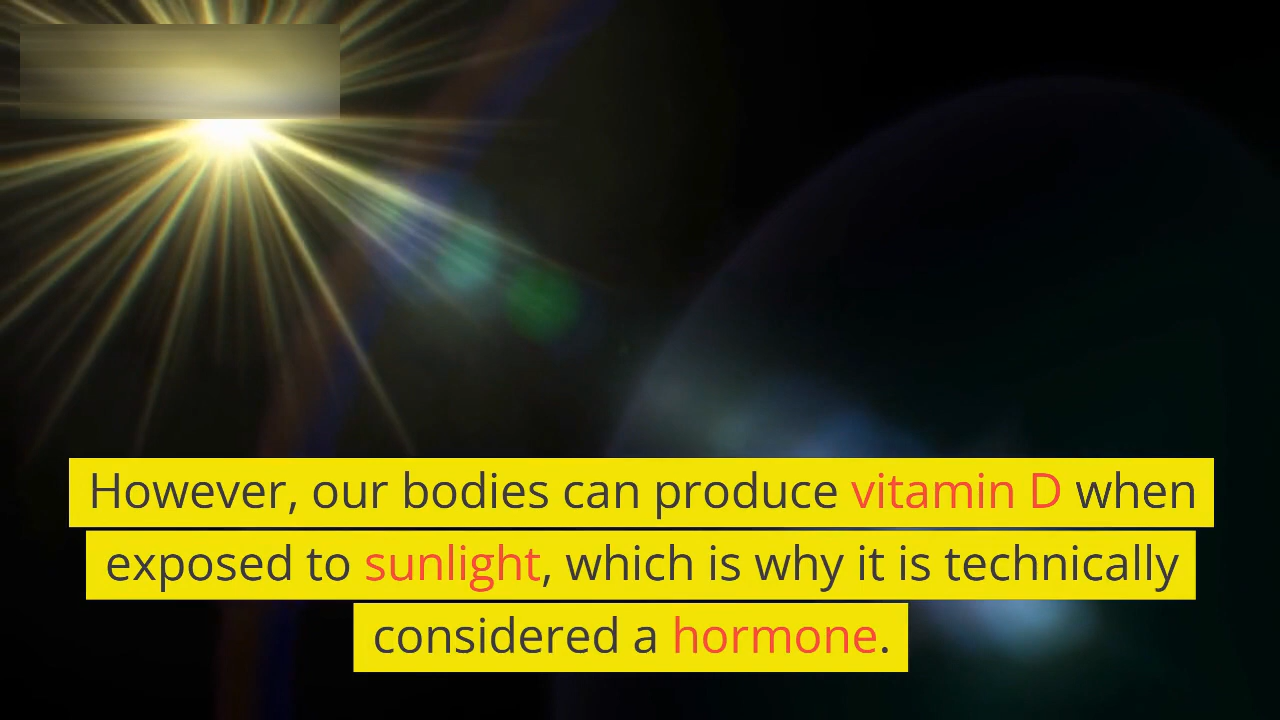 However, our bodies can produce vitamin D when
exposed to sunlight, which is why it is technically
considered a hormone.